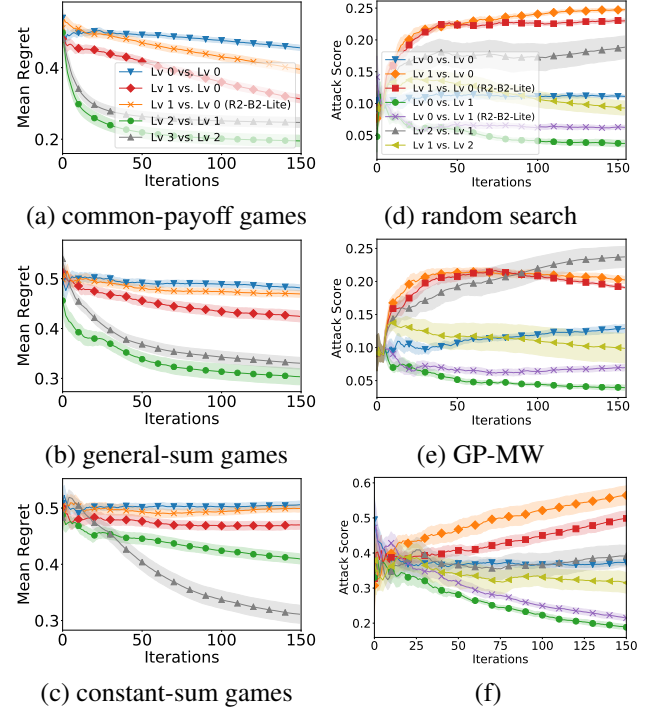 Mean Regret
0.4
0.2
0 50 100 150
Iterations
Lv 0 vs. Lv 0
Lv 1 vs. Lv 0
Lv 1 vs. Lv 0 (R2-B2-Lite)
Lv 2 vs. Lv 1
Lv 3 vs. Lv 2
(a) common-payoff games
Attack Score
0.25
0.20
0.15
0.10
0.05
0 50 100 150
Iterations
Lv 0 vs. Lv 0
Lv 1 vs. Lv 0
Lv 1 vs. Lv 0 (R2-B2-Lite)
Lv 0 vs. Lv 1
Lv 0 vs. Lv 1 (R2-B2-Lite)
Lv 2 vs. Lv 1
Lv 1 vs. Lv 2
(d) random search
Mean Regret
0.5
0.4
0.3
0 50 100 150
Iterations
(b) general-sum games
Attack Score
0.25
0.20
0.15
0.10
0.05
0 50 100 150
Iterations
(e) GP-MW
Mean Regret
0.5
0.4
0.3
0 50 100 150
Iterations
(c) constant-sum games
Attack Score
0.6
0.5
0.4
0.3
0.2
0 25 50 75 100 125 150
Iterations
(f)